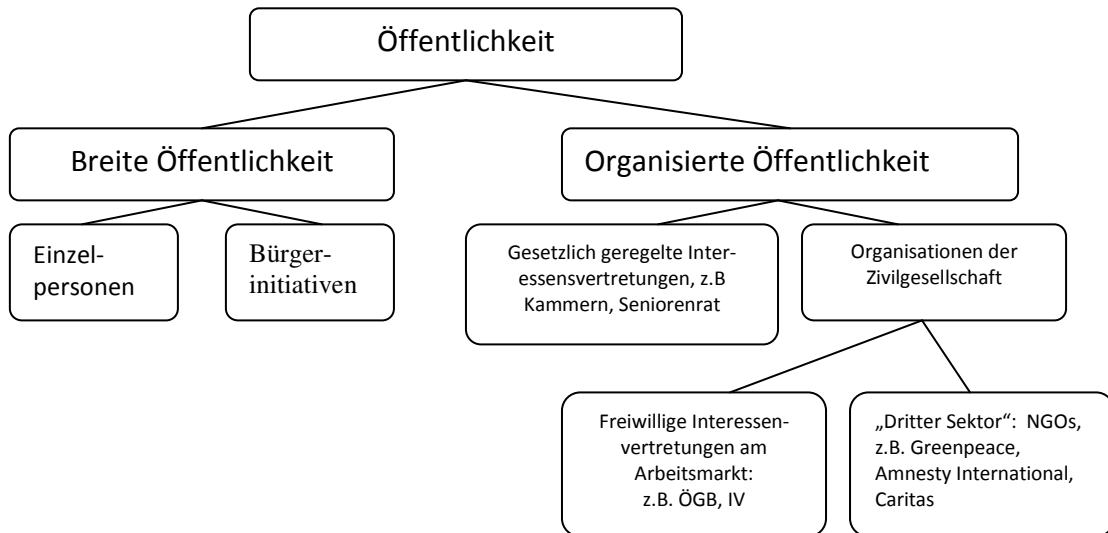 Öffentlichkeit
Breite Öffentlichkeit
Organisierte Öffentlichkeit
Einzel-
personen
Bürger-
initiativen
Gesetzlich geregelte Inter-
essensvertretungen, z.B
Kammern, Seniorenrat
Organisationen der
Zivilgesellschaft
Freiwillige Interessen-
vertretungen am
Arbeitsmarkt:
z.B. ÖGB, IV
„Dritter Sektor“: NGOs,
z.B. Greenpeace,
Amnesty International,
Caritas